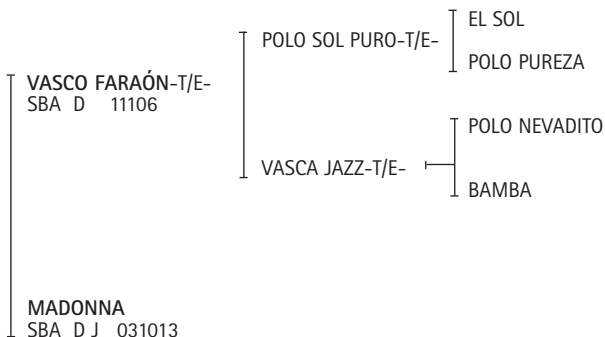 EL SOL
POLO SOL PURO-T/E-
POLO PUREZA
VASCO FARAÓN-T/E-
SBA D 11106
POLO NEVADITO
VASCA JAZZ-T/E-
BAMBA
MADONNA
SBA D J 031013